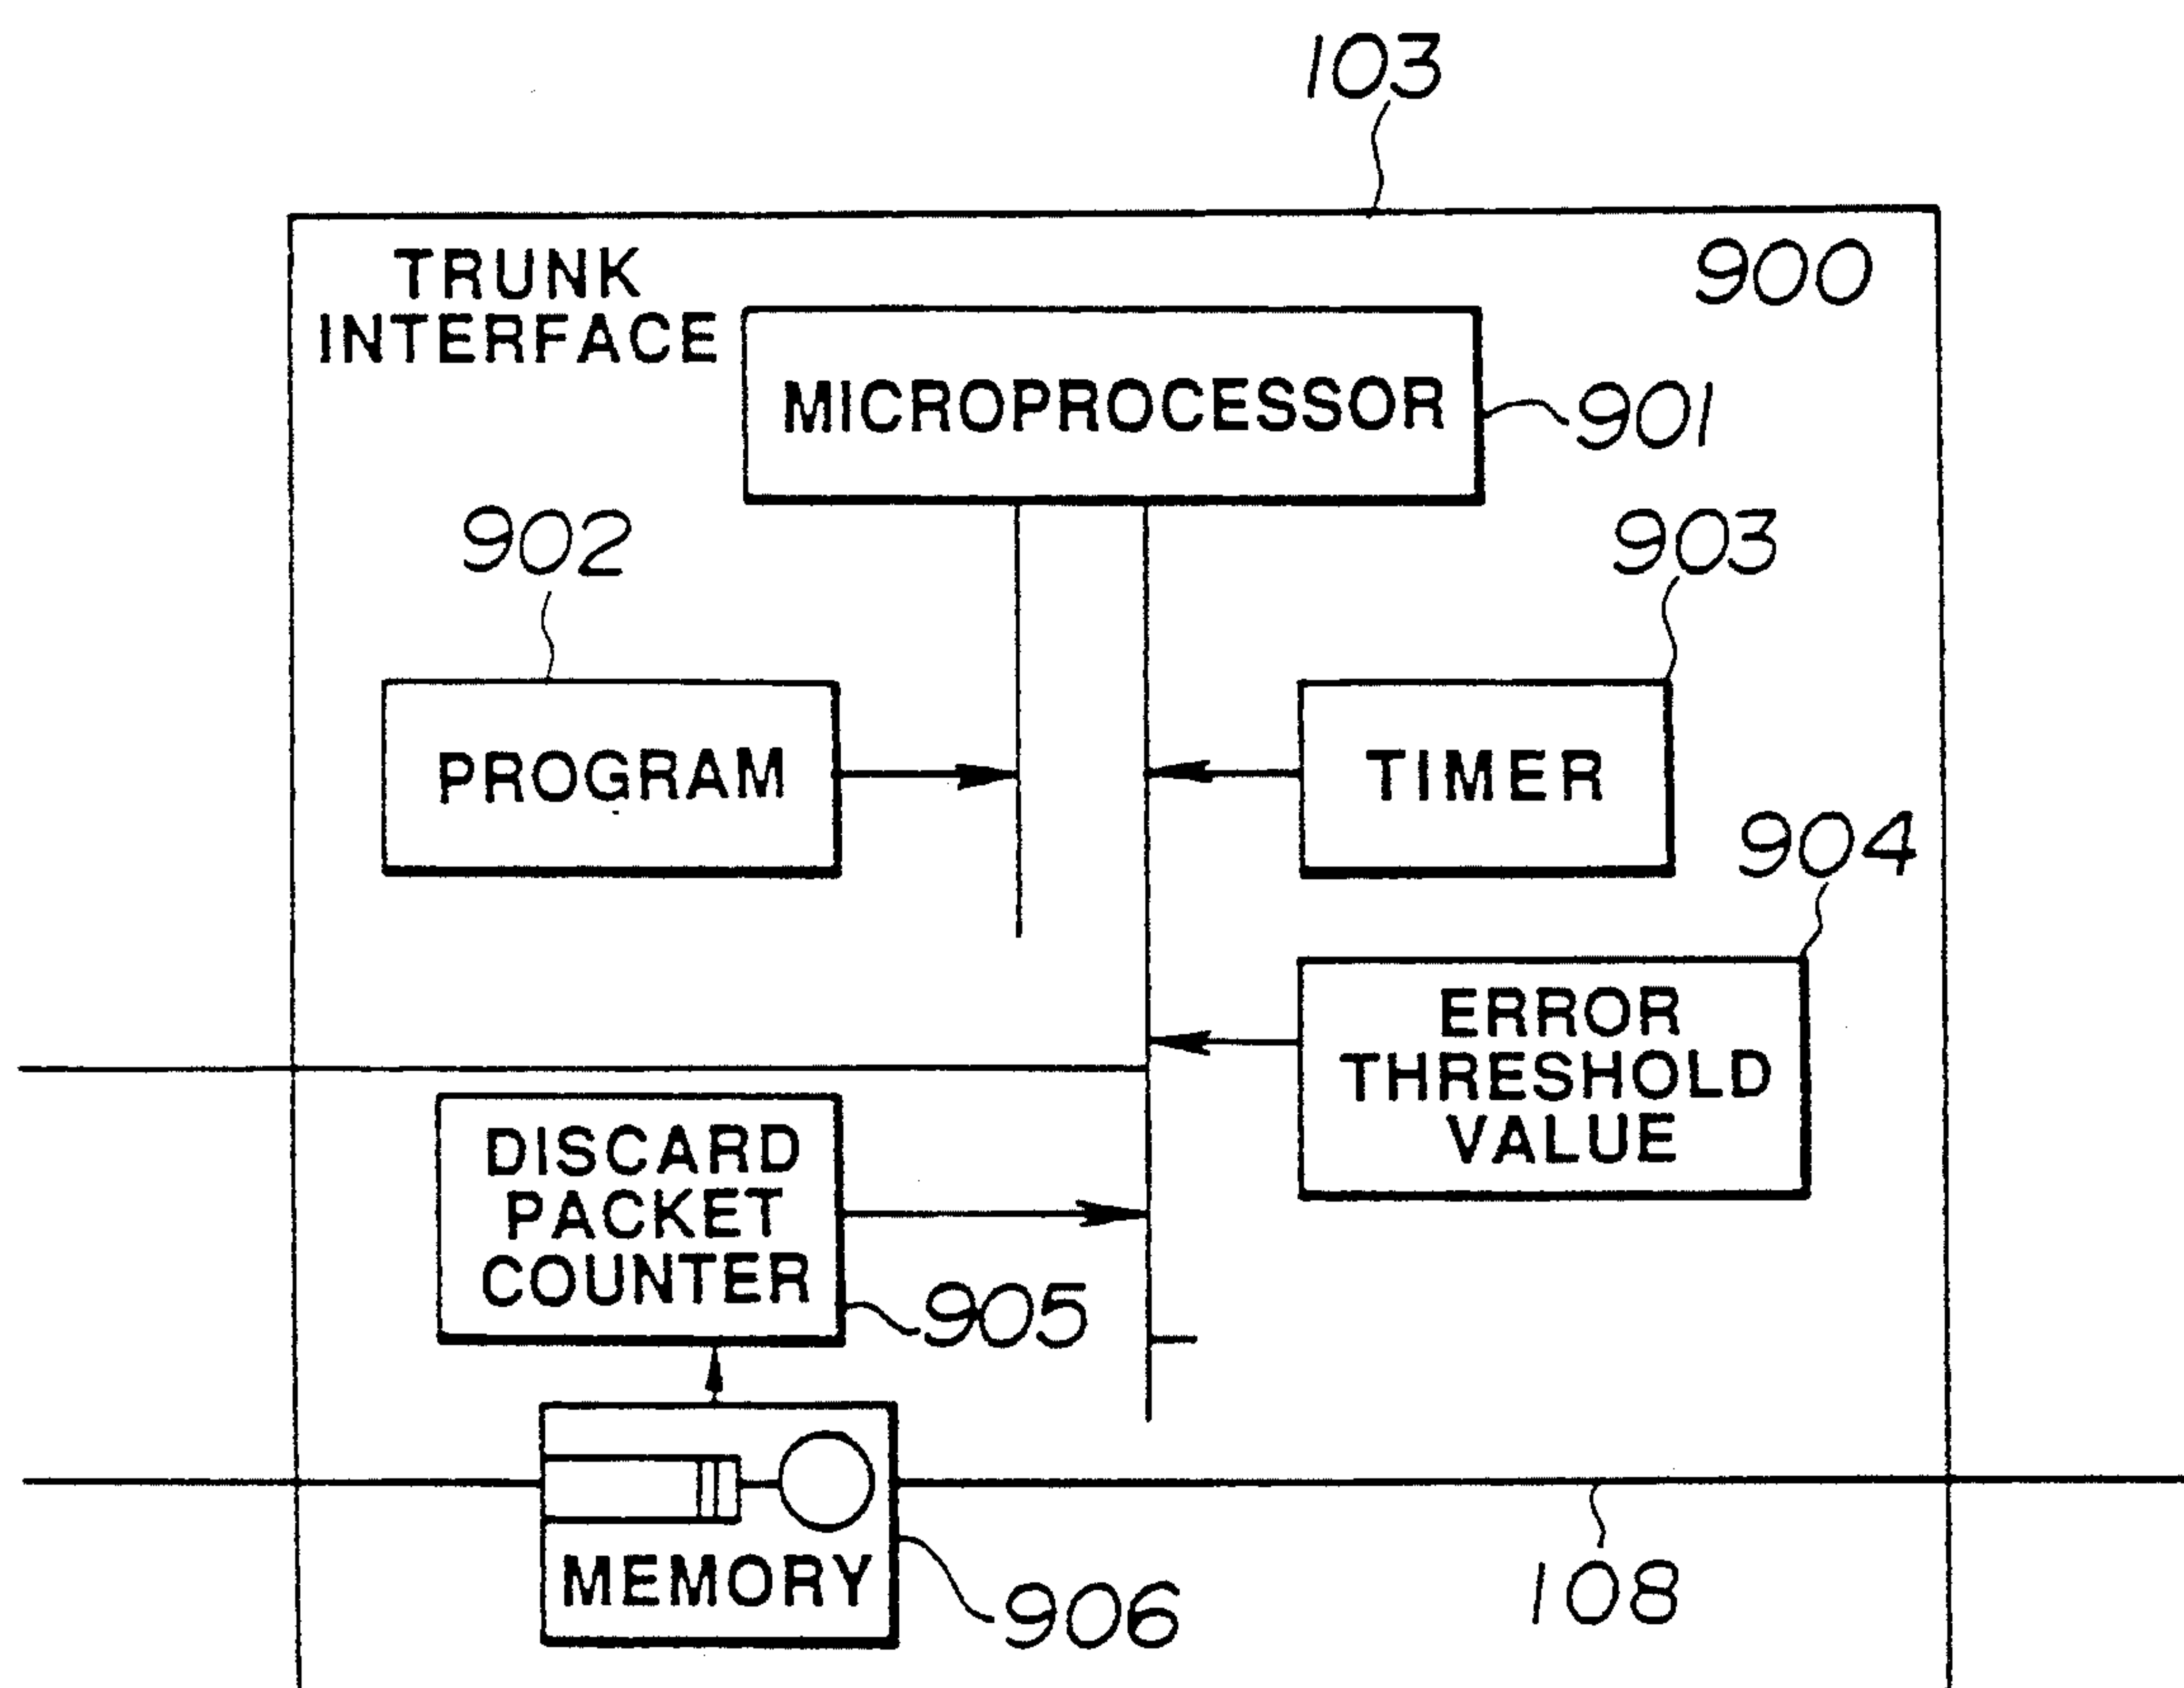 103
TRUNK
INTERFACE
900
MICROPROCESSOR
901
902
903
PROGRAM
TIMER
904
ERROR
THRESHOLD
VALUE
DISCARD
PACKET
COUNTER
905
MEMORY
906
108